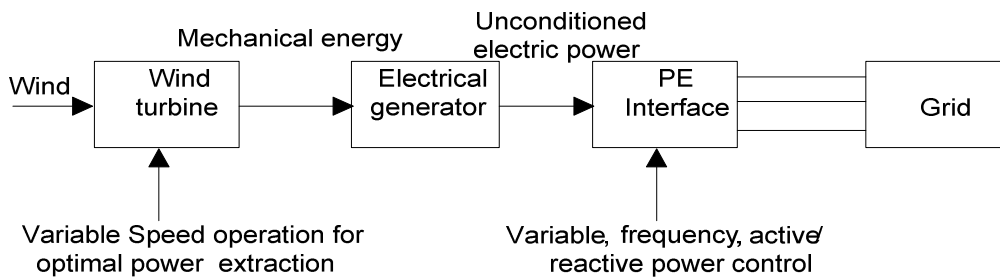 Unconditioned
electric power
Mechanical energy
Wind
Wind
turbine
Electrical
generator
PE
Interface
Grid
Variable Speed operation for
optimal power extraction
Variable, frequency, active/
reactive power control